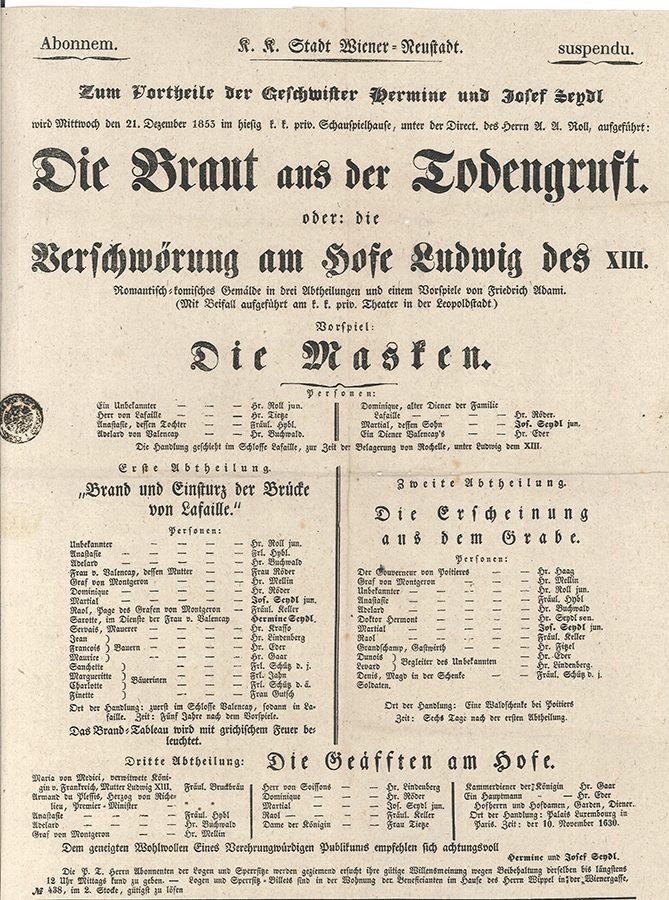 Abonnem.
K. K. Stadt Wiener-Neustadt.
suspendu.
Zum Vortheile der Geschwister Hermine und Josef Seydl
wird Mittwoch den 21. Dezember 1853 im hiesig k. k. priv. Schauspielhause, unter der Direct. des Herrn A. A. Roll, aufgeführt:
Die Braut aus der Todengruft.
oder: die
Verschwörung am Hofe Ludwig des XIII.
Romantisch-komisches Gemälde in drei Abtheilungen und einem Vorspiele von Friedrich Adami.
(Mit Beifall aufgeführt am k. k. priv. Theater in der Leopoldstadt.)
Vorspiel:
Die Masken.
Personen:
Ein Unbekannter — — — Hr. Roll jun.
Herr von Lafaille — — — Hr. Tietze
Anastasie, dessen Tochter — — Fräul. Hybl.
Adelard von Valencay — — Hr. Buchwald.
Dominique, alter Diener der Familie
Lafaille — — — Hr. Röder.
Martial, dessen Sohn — — Jos. Seydl jun.
Ein Diener Valencay's — — Hr. Eder
Die Handlung geschieht im Schlosse Lafaille, zur Zeit der Belagerung von Rochelle, unter Ludwig dem XIII.
Erste Abtheilung.
„Brand und Einsturz der Brücke
von Lafaille."
Personen:
Unbekannter — — — — Hr. Roll jun.
Anastasie — — — — Frl. Hybl.
Adelard — — — — Hr. Buchwald
Frau v. Valencay, dessen Mutter — — Frau Röder
Graf von Montgeron — — — Hr. Mellin
Dominique — — — — Hr. Röder
Martial — — — — Jos. Seydl jun.
Raol, Page des Grafen von Montgeron Fräul. Keller
Sarotte, im Dienste der Frau v. Valencay Hermine Seydl.
Servais, Maurer — — — Hr. Krasso
Jean ) — — — Hr. Lindenberg
Francois ) Bauern — — — Hr. Eder
Maurice ) — — — Hr. Gaar
Sanchette ) — — — Frl. Schütz d. j.
Margueritte ) Bäuerinen — — — Frl. Jahn
Charlotte ) — — — Frl. Schütz d. ä.
Finette ) — — — Frau Gutsch
Ort der Handlung: zuerst im Schlosse Valencay, sodann in La-
faille. Zeit: Fünf Jahre nach dem Vorspiele.
Das Brand-Tableau wird mit grichischem Feuer be-
leuchtet.
Zweite Abtheilung.
Die Erscheinung
aus dem Grabe.
Personen:
Der Gouverneur von Poitieres — — Hr. Haag
Graf von Montgeron — — — Hr. Mellin
Unbekannter — — — Hr. Roll jun.
Anastasie — — — Fräul. Hybl
Adelard — — — Hr. Buchwald
Doktor Hermont — — — Hr. Seydl sen.
Martial — — — Jos. Seydl jun.
Raol — — — Fräul. Keller
Grandschamp, Gastwirth — — Hr. Fitzel
Dunois ) — — Hr. Eder
Levard ) Begleiter des Unbekannten — Hr. Lindenberg.
Denis, Magd in der Schenke — — Fräul. Schütz d. j.
Soldaten.
Ort der Handlung: Eine Waldschenke bei Poitiers
Zeit: Sechs Tage nach der ersten Abtheilung.
Dritte Abtheilung: Die Geäfften am Hofe.
Maria von Medici, verwitwete Köni-
gin v. Frankreich, Mutter Ludwig XIII. Fräul. Bruckbräu
Armand du Plessis, Herzog von Riche-
lieu, Premier-Minister — * * *
Anastasie — — — Fräul. Hybl
Adelard — — — Hr. Buchwald
Graf von Montgeron — — Hr. Mellin
Herr von Soissons — — Hr. Lindenberg
Dominique — — — Hr. Röder
Martial — — — Jos. Seydl jun.
Raol — — — Fräul. Keller
Dame der Königin — — Frau Tietze
Kammerdiener der Königin Hr. Gaar
Ein Hauptmann — — Hr. Eder
Hofherrn und Hofdamen, Garden, Diener.
Ort der Handlung: Palais Luxembourg in
Paris. Zeit: der 10. November 1630.
Dem geneigten Wohlwollen Eines Verehrungwürdigen Publikums empfehlen sich achtungsvoll
Hermine und Josef Seydl.
Die P. T. Herrn Abonnenten der Logen und Sperrsitze werden geziemend ersucht ihre gütige Willensmeinung wegen Beibehaltung derselben bis längstens
12 Uhr Mittags kund zu geben. — Logen und Sperrsitz-Billets sind in der Wohnung der Beneficianten im Hause des Herrn Wippel in der Wienergasse,
№ 438, im 2. Stocke, gütigst zu lösen